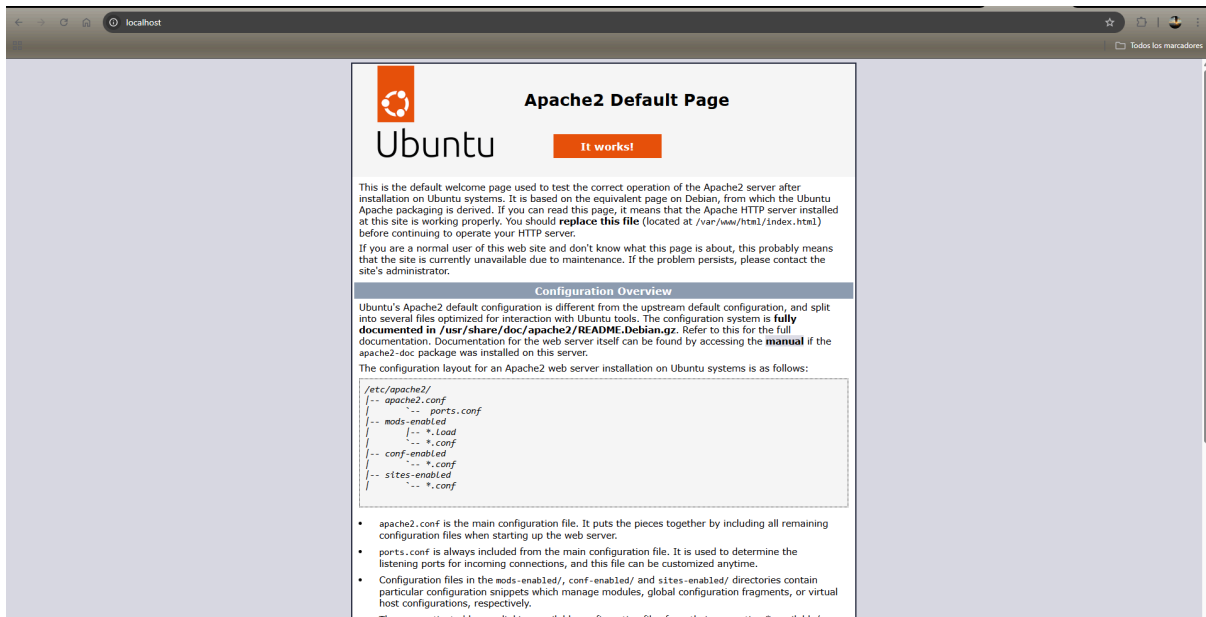 localhost
Todos los marcadores
Apache2 Default Page
Ubuntu
It works!
This is the default welcome page used to test the correct operation of the Apache2 server after
installation on Ubuntu systems. It is based on the equivalent page on Debian, from which the Ubuntu
Apache packaging is derived. If you can read this page, it means that the Apache HTTP server installed
at this site is working properly. You should replace this file (located at /var/www/html/index.html)
before continuing to operate your HTTP server.
If you are a normal user of this web site and don't know what this page is about, this probably means
that the site is currently unavailable due to maintenance. If the problem persists, please contact the
site's administrator.
Configuration Overview
Ubuntu's Apache2 default configuration is different from the upstream default configuration, and split
into several files optimized for interaction with Ubuntu tools. The configuration system is fully
documented in /usr/share/doc/apache2/README.Debian.gz. Refer to this for the full
documentation. Documentation for the web server itself can be found by accessing the manual if the
apache2-doc package was installed on this server.
The configuration layout for an Apache2 web server installation on Ubuntu systems is as follows:
/etc/apache2/
|-- apache2.conf
|       `--  ports.conf
|-- mods-enabled
|       |-- *.load
|       `-- *.conf
|-- conf-enabled
|       `-- *.conf
|-- sites-enabled
|       `-- *.conf
• apache2.conf is the main configuration file. It puts the pieces together by including all remaining
configuration files when starting up the web server.
• ports.conf is always included from the main configuration file. It is used to determine the
listening ports for incoming connections, and this file can be customized anytime.
• Configuration files in the mods-enabled/, conf-enabled/ and sites-enabled/ directories contain
particular configuration snippets which manage modules, global configuration fragments, or virtual
host configurations, respectively.